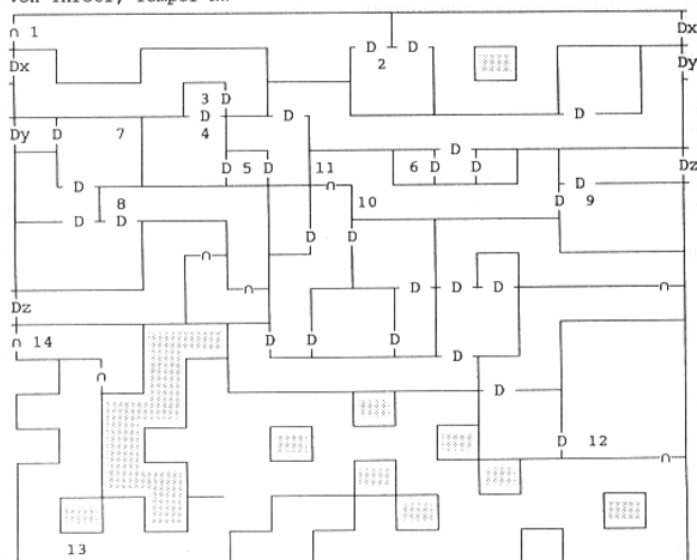 von Tempel
∩ 1 Dx
D D
Dx 2 Dy
3 D
D D D
Dy D 7 4
D
D 5 D 11 6 D D Dz
D ∩ D
8 10 D 9
D D
D D
∩
∩ D D D ∩
Dz
∩ 14 D D D
D
∩
D
D 12
∩
13